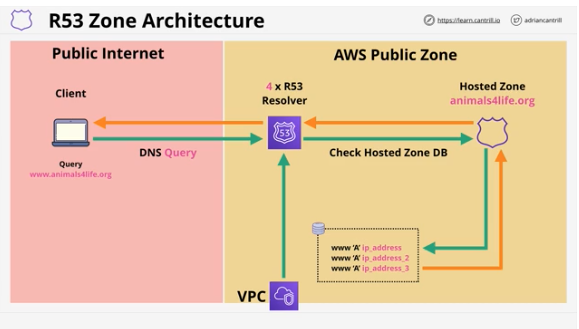 R53 Zone Architecture
https://learn.cantrill.io
adriancantrill
Public Internet
AWS Public Zone
Client
4 x R53
Resolver
Hosted Zone
animals4life.org
53
DNS Query
Check Hosted Zone DB
Query
www.animals4life.org
www 'A' ip_address
www 'A' ip_address_2
www 'A' ip_address_3
VPC